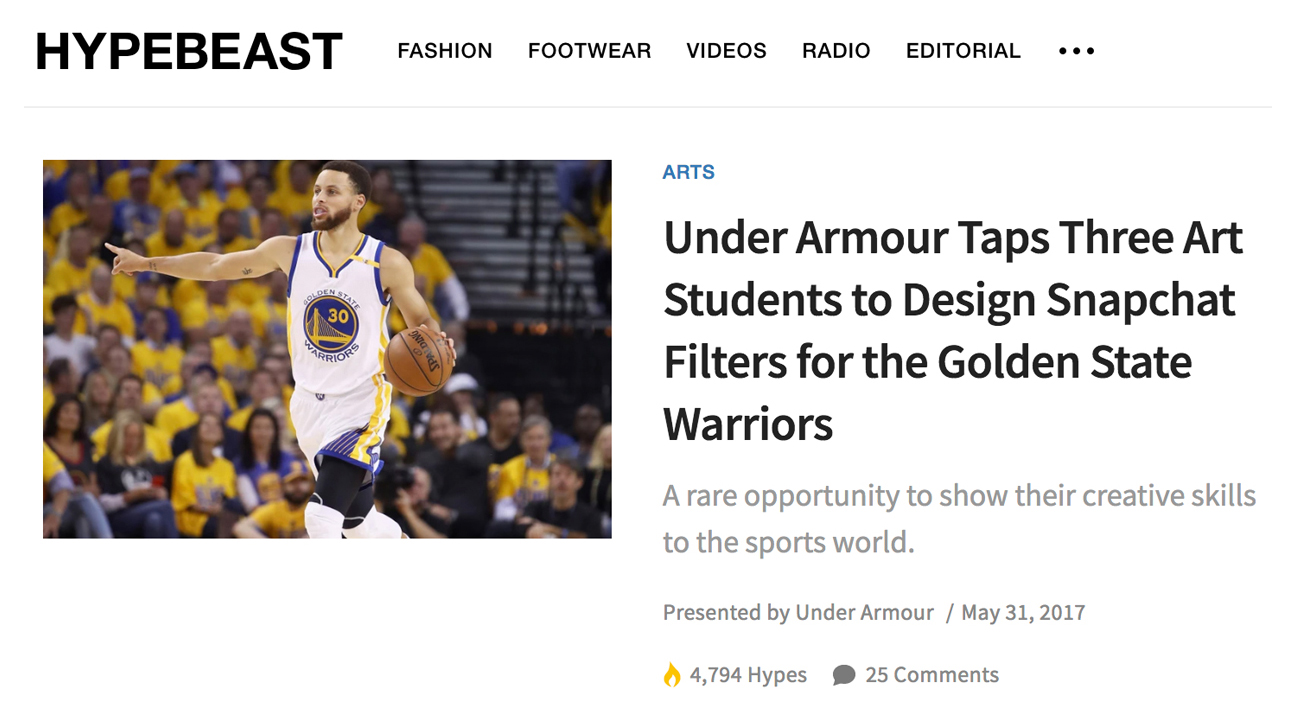 HYPEBEAST
FASHION FOOTWEAR VIDEOS RADIO EDITORIAL •••
GOLDEN STATE
30
WARRIORS
SPALDING
ARTS
Under Armour Taps Three Art
Students to Design Snapchat
Filters for the Golden State
Warriors
A rare opportunity to show their creative skills
to the sports world.
Presented by Under Armour / May 31, 2017
4,794 Hypes 25 Comments